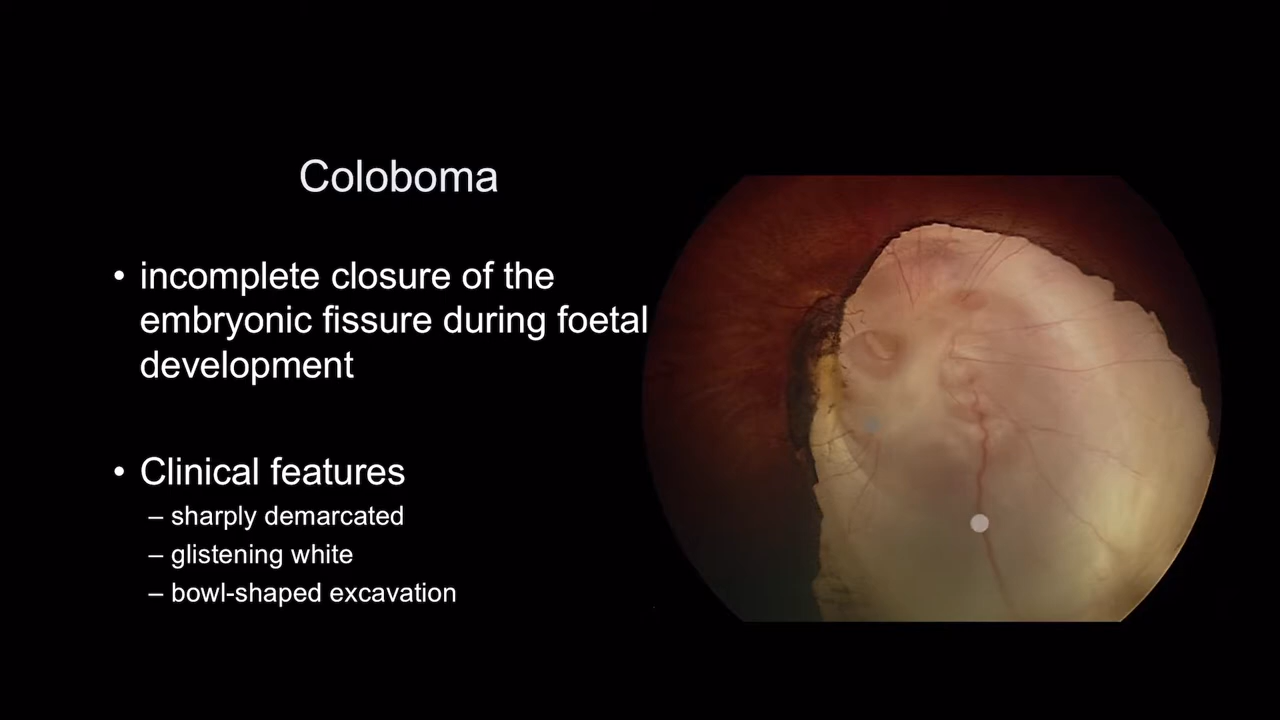 Coloboma
• incomplete closure of the
embryonic fissure during foetal
development
• Clinical features
– sharply demarcated
– glistening white
– bowl-shaped excavation